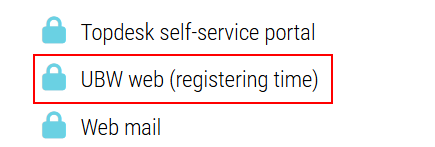 Topdesk self-service portal
UBW web (registering time)
Web mail